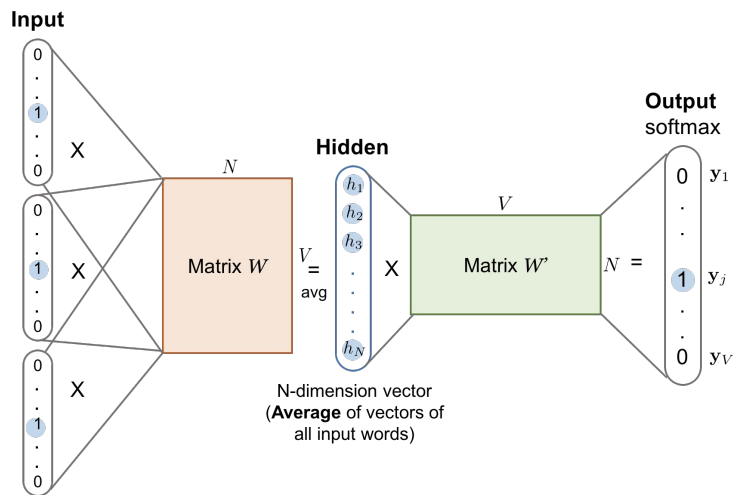 Input
0
.
.
1
.
.
0
X
0
.
.
1
.
.
0
X
0
.
.
1
.
.
0
X
N
Matrix W
V
=
avg
Hidden
h1
h2
h3
.
.
.
.
hN
N-dimension vector
(Average of vectors of
all input words)
X
V
Matrix W’
N =
Output
softmax
0 y1
.
.
1 yj
.
.
0 yV